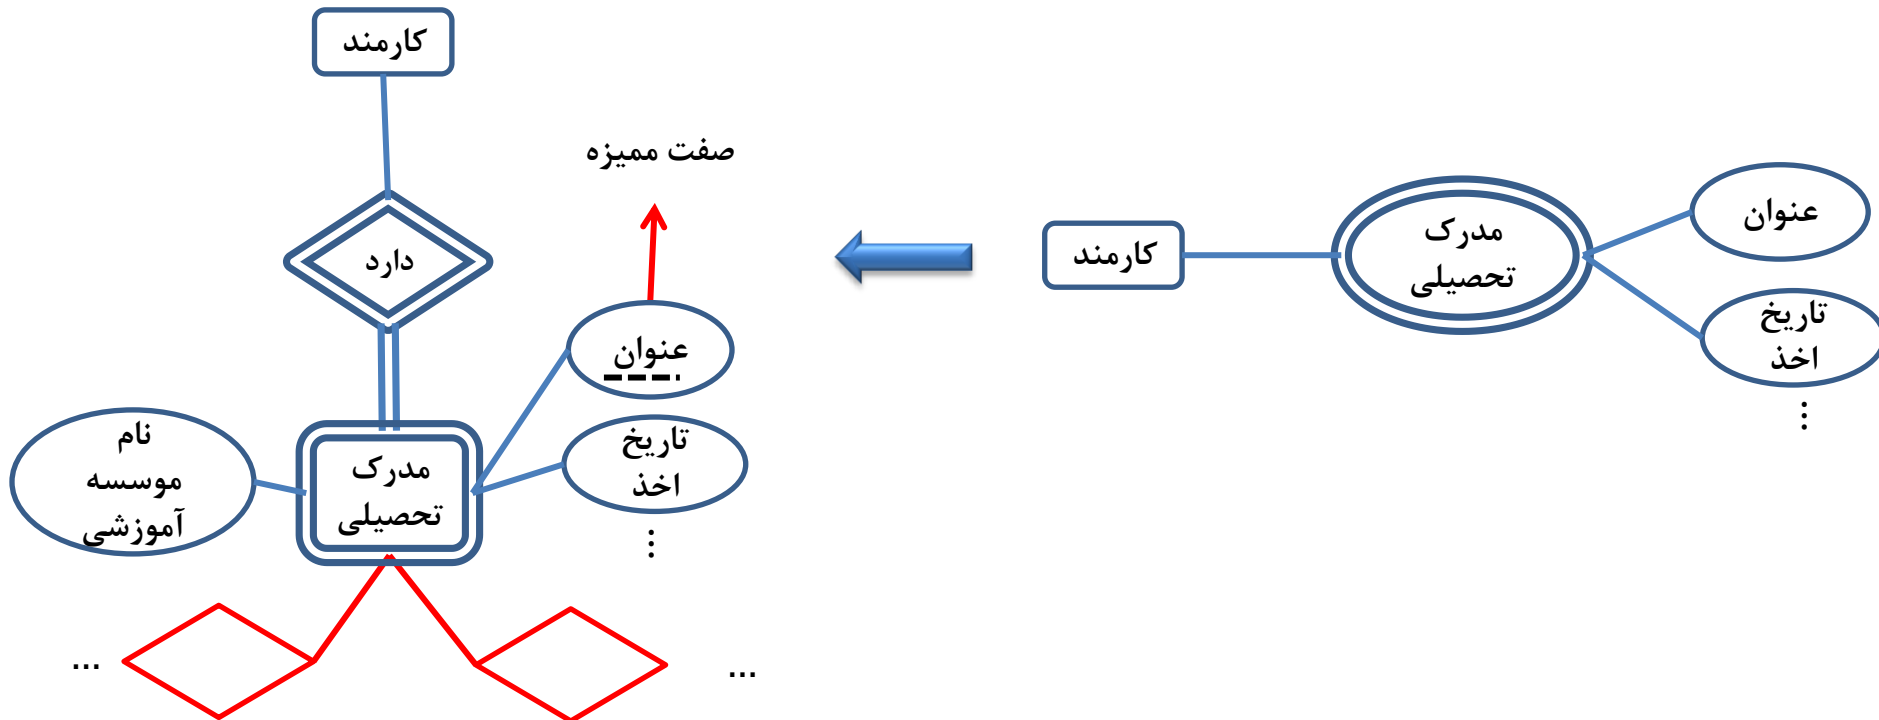 کارمند
صفت ممیزه
دارد
عنوان
تاریخ
اخذ
...
نام
موسسه
آموزشی
مدرک
تحصیلی
...
...
کارمند
مدرک
تحصیلی
عنوان
تاریخ
اخذ
...